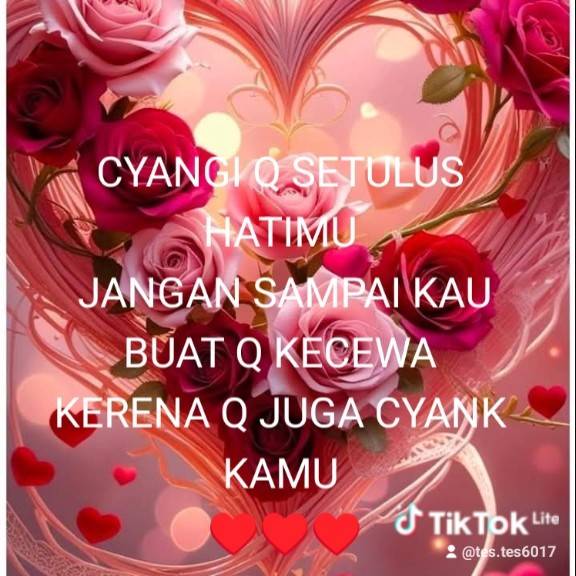 CYANGI Q SETULUS
HATIMU
JANGAN SAMPAI KAU
BUAT Q KECEWA
KERENA Q JUGA CYANK
KAMU
TikTok Lite
@tes.tes6017